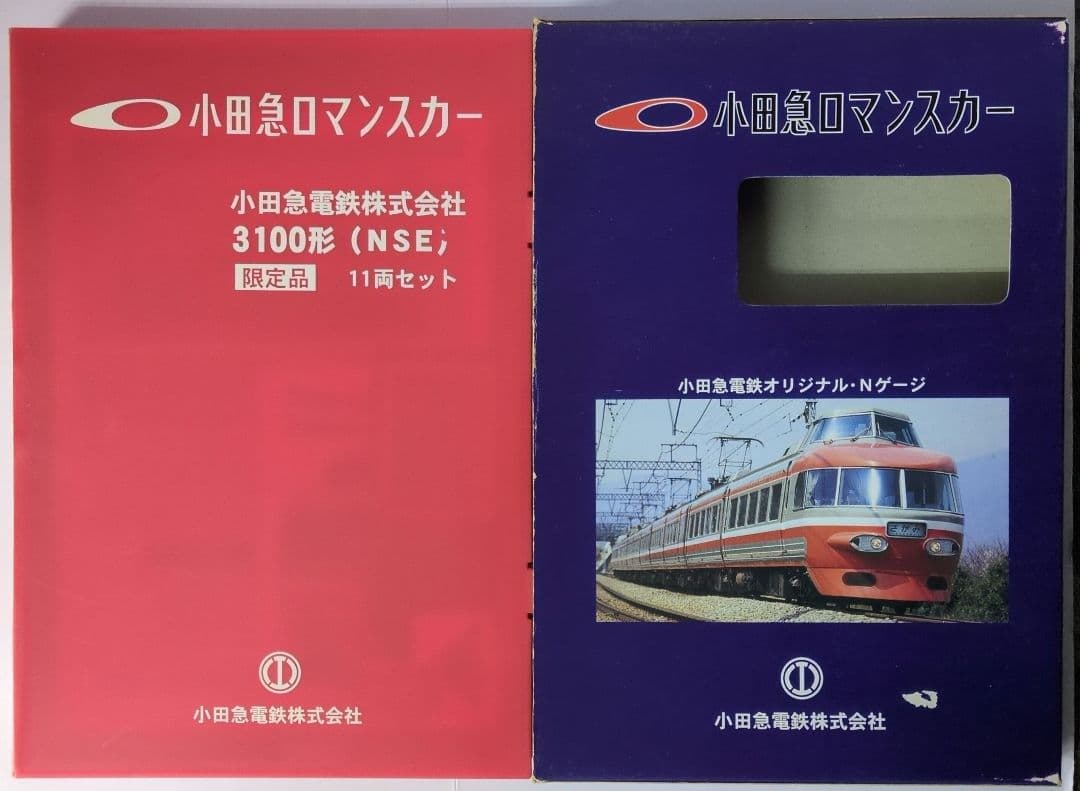 小田急ロマンスカー
小田急電鉄株式会社
3100形(NSE)
限定品 11両セット
小田急電鉄株式会社
小田急ロマンスカー
小田急電鉄オリジナル・Nゲージ
小田急電鉄株式会社